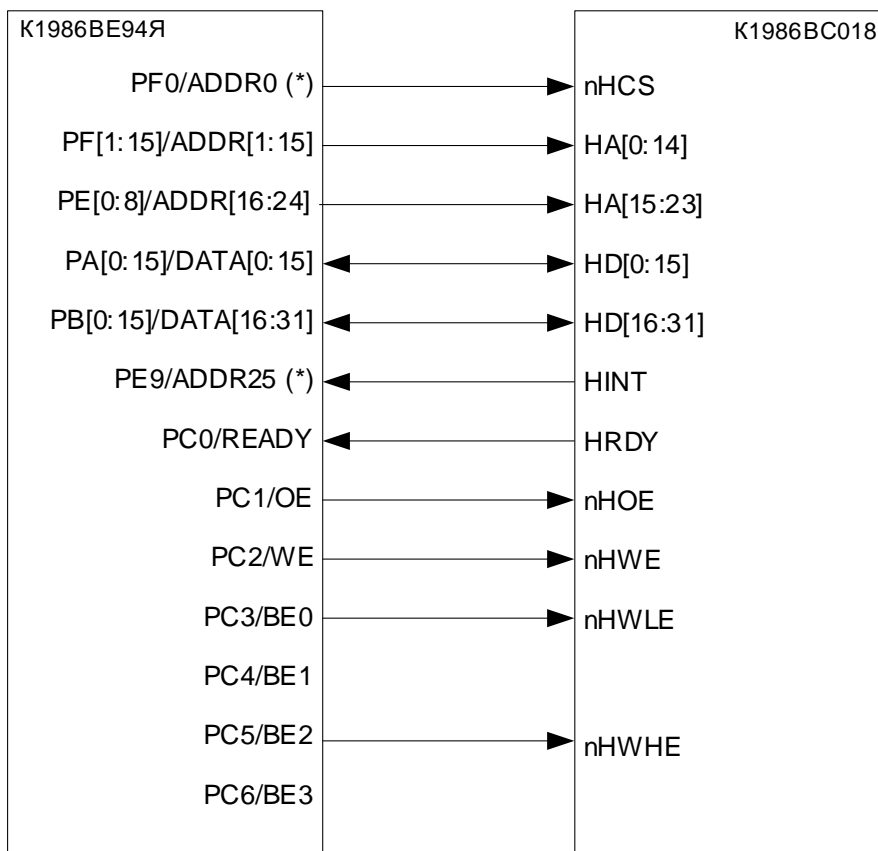 К1986ВЕ94Я К1986ВС018
PF0/ADDR0 (*) nHCS
PF[1:15]/ADDR[1:15] HA[0:14]
PE[0:8]/ADDR[16:24] HA[15:23]
PA[0:15]/DATA[0:15] HD[0:15]
PB[0:15]/DATA[16:31] HD[16:31]
PE9/ADDR25 (*) HINT
PC0/READY HRDY
PC1/OE nHOE
PC2/WE nHWE
PC3/BE0 nHWLE
PC4/BE1
PC5/BE2 nHWHE
PC6/BE3